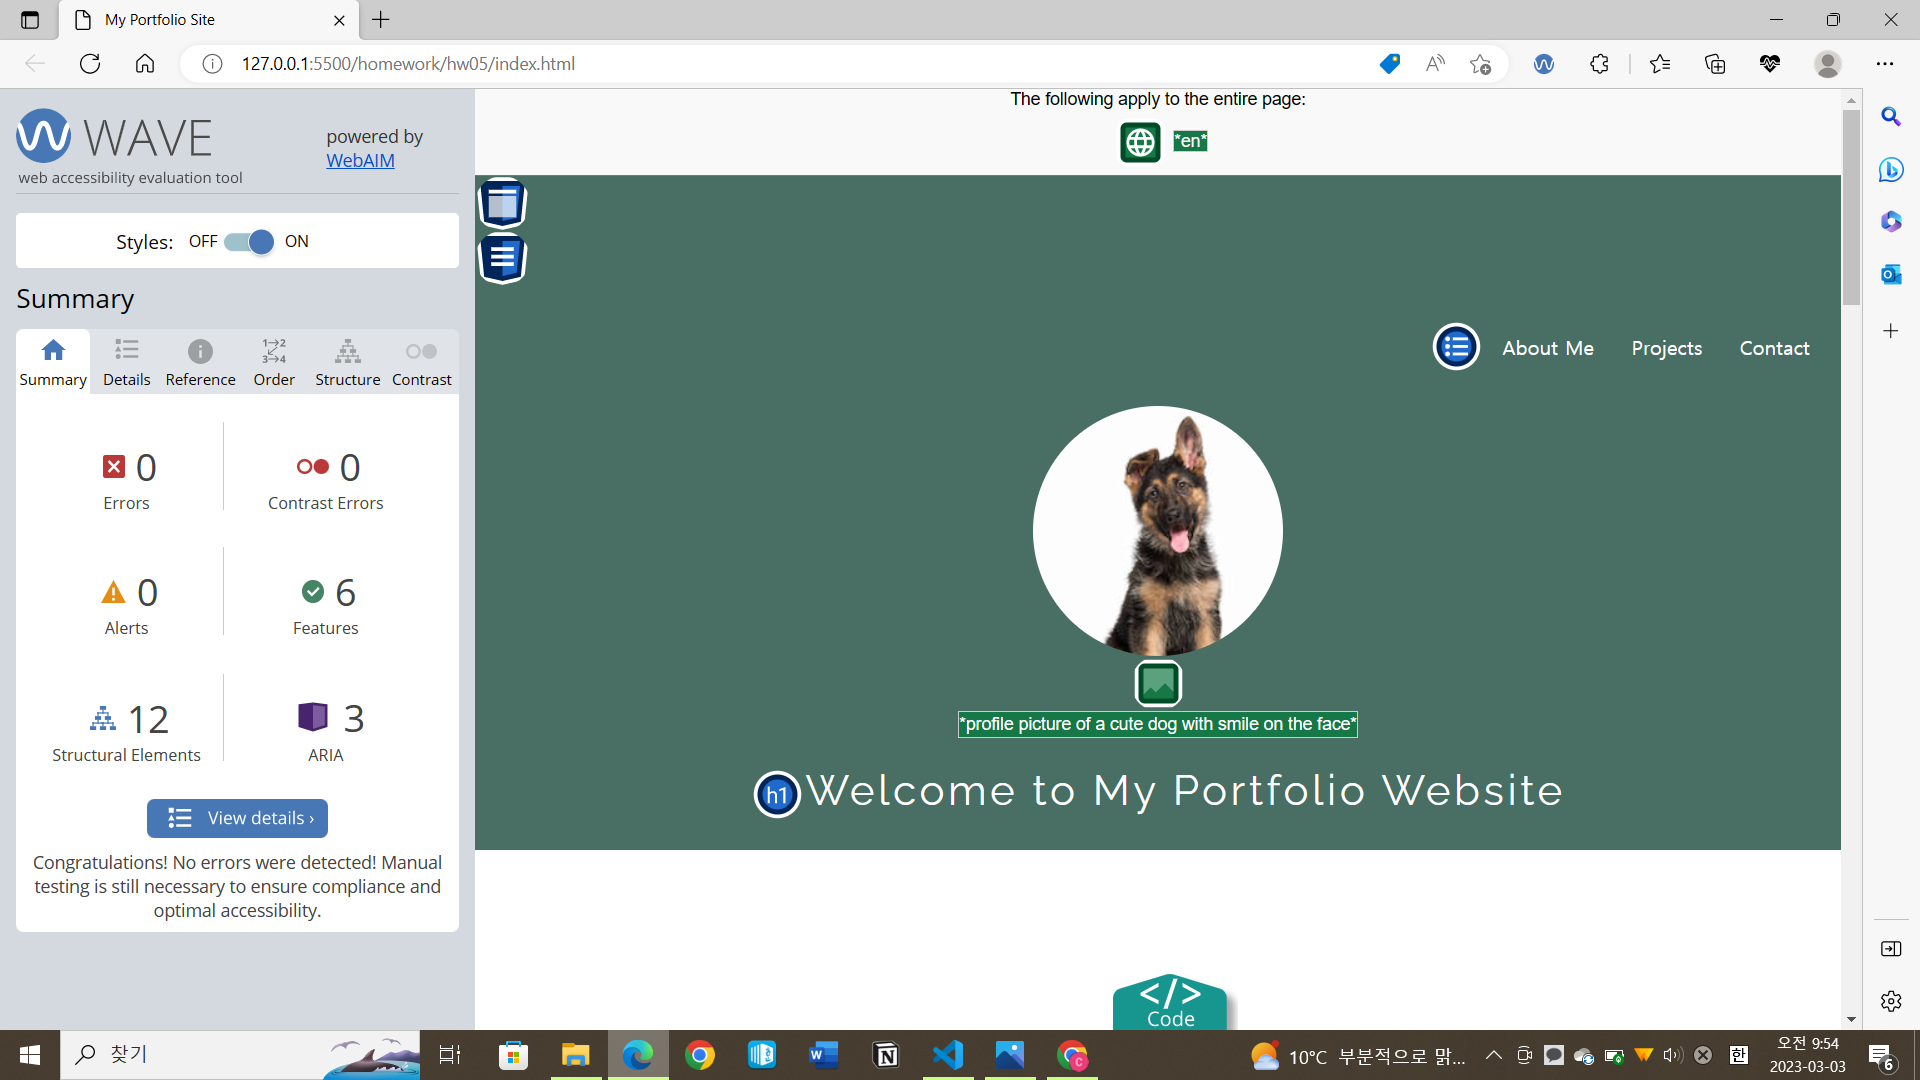 My Portfolio Site
127.0.0.1:5500/homework/hw05/index.html
WAVE
web accessibility evaluation tool
powered by
WebAIM
Styles: OFF ON
Summary
Summary Details Reference Order Structure Contrast
0
Errors
0
Contrast Errors
0
Alerts
6
Features
12
Structural Elements
3
ARIA
View details ›
Congratulations! No errors were detected! Manual
testing is still necessary to ensure compliance and
optimal accessibility.
The following apply to the entire page:
*en*
About Me Projects Contact
*profile picture of a cute dog with smile on the face*
h1 Welcome to My Portfolio Website
</>
Code
찾기
10°C 부분적으로 맑...
한
오전 9:54
2023-03-03
6